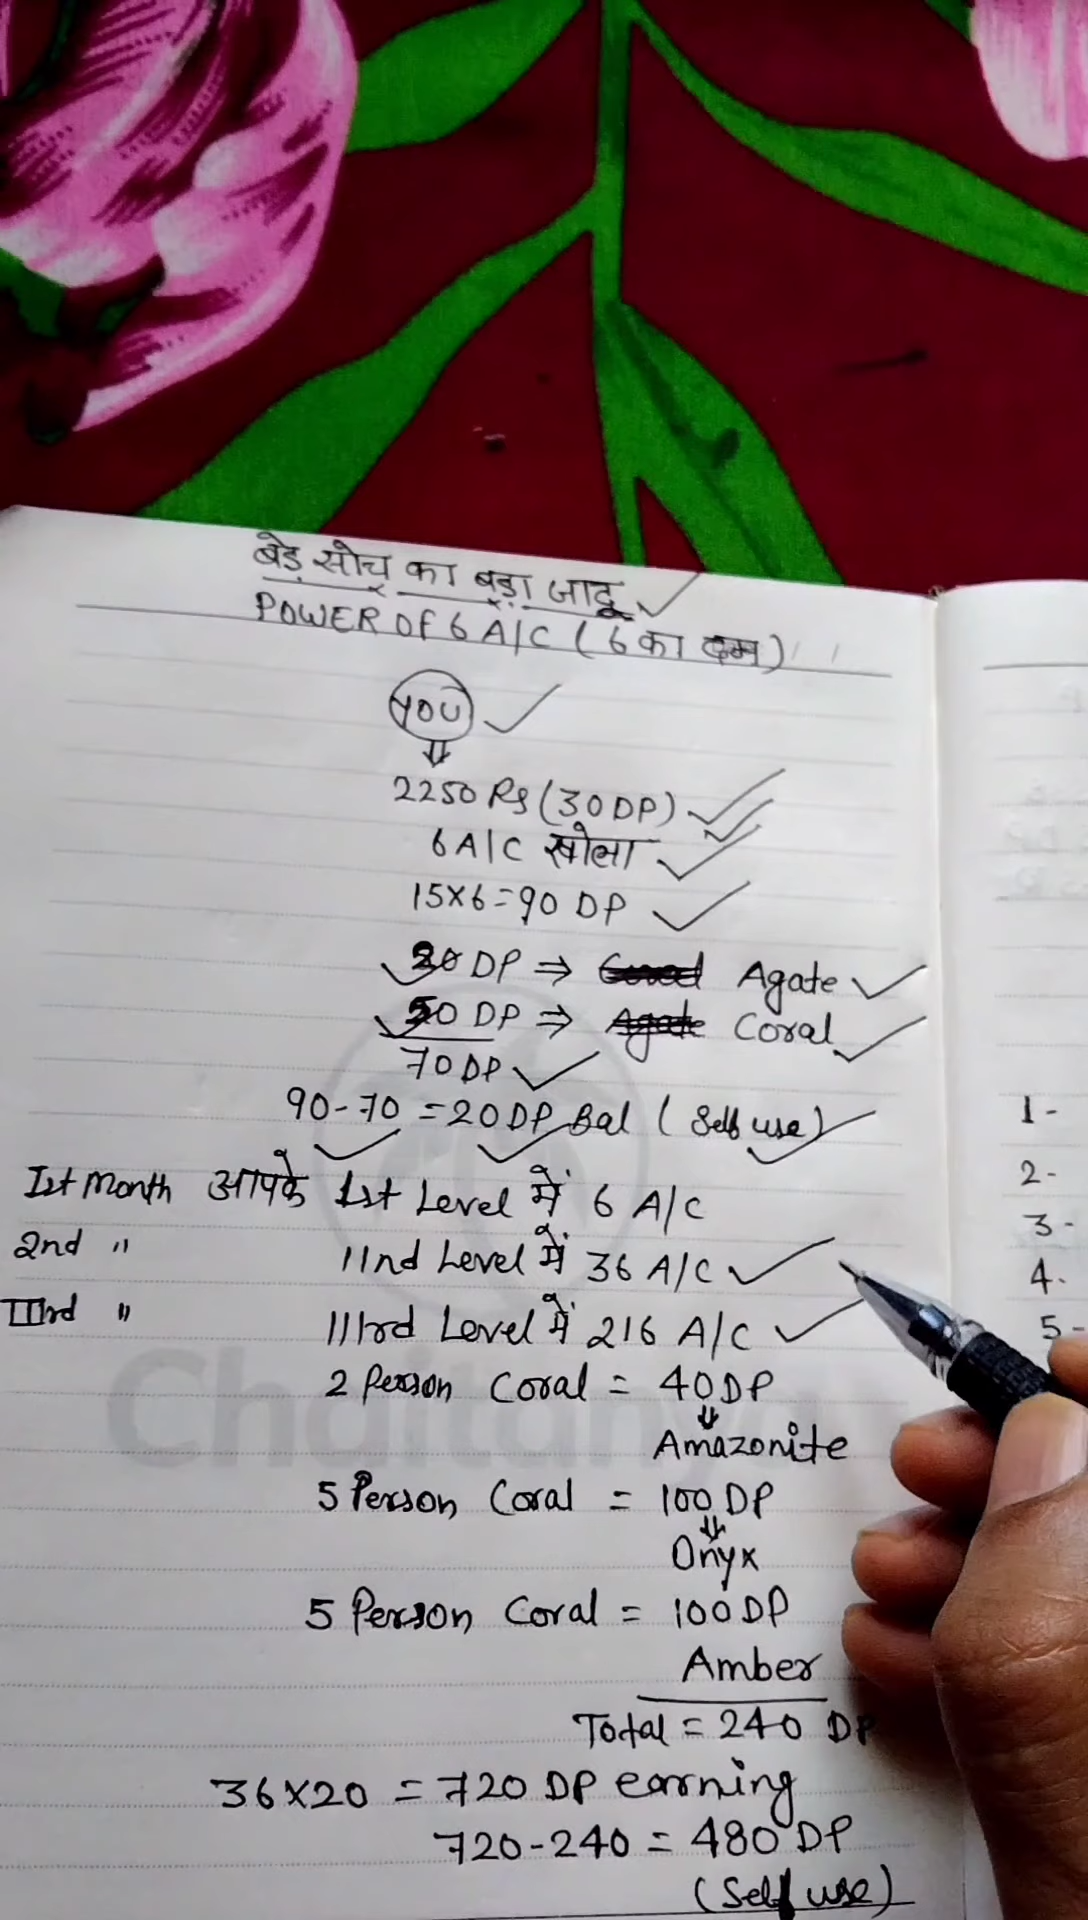 बड़े सोच का बड़ा जादू
POWER OF 6 A/C ( 6 का दम )
YOU
2250 Rs (30 DP)
6 A/C खोला
15×6=90 DP
20 DP ⇒ Agate
50 DP ⇒ Coral
70 DP
90-70 = 20 DP Bal ( Self use)
Ist Month आपके 1st Level में 6 A/C
2nd " IInd Level में 36 A/C
IIIrd " IIIrd Level में 216 A/C
2 Person Coral = 40 DP
Amazonite
5 Person Coral = 100 DP
Onyx
5 Person Coral = 100 DP
Amber
Total = 240 DP
36×20 = 720 DP earning
720-240 = 480 DP
(Self use)
1-
2-
3-
4.
5-
Chaitanya